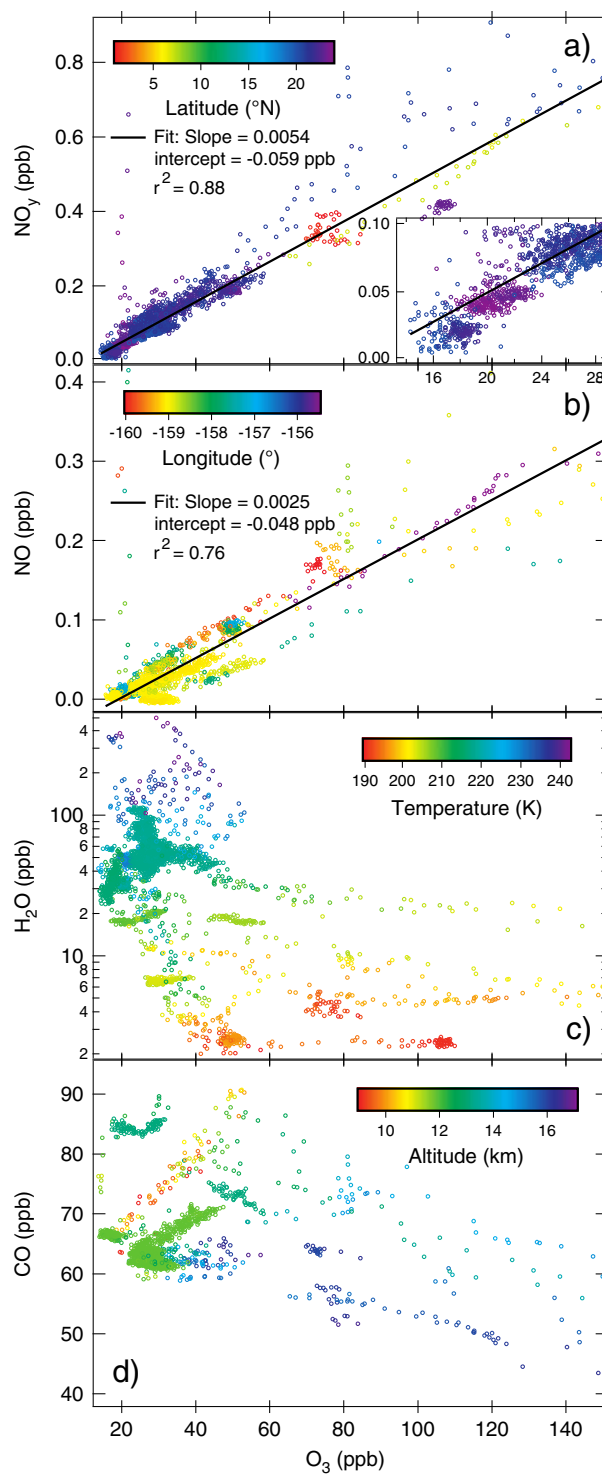 a)
0.8
0.6
0.4
0.2
0.0
NOy (ppb)
5 10 15 20
Latitude (°N)
Fit: Slope = 0.0054
intercept = -0.059 ppb
r2 = 0.88
0.10
0.05
0.00
16 20 24 28
b)
0.4
0.3
0.2
0.1
0.0
NO (ppb)
-160 -159 -158 -157 -156
Longitude (°)
Fit: Slope = 0.0025
intercept = -0.048 ppb
r2 = 0.76
4
2
100
8
6
4
2
10
8
6
4
2
H2O (ppb)
190 200 210 220 230 240
Temperature (K)
c)
90
80
70
60
50
40
CO (ppb)
10 12 14 16
Altitude (km)
d)
20 40 60 80 100 120 140
O3 (ppb)